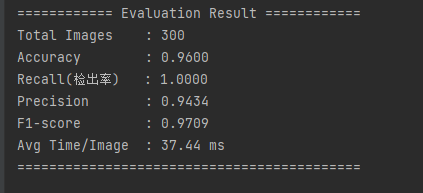 ============ Evaluation Result ============
Total Images    : 300
Accuracy        : 0.9600
Recall(检出率)   : 1.0000
Precision       : 0.9434
F1-score        : 0.9709
Avg Time/Image  : 37.44 ms
===========================================